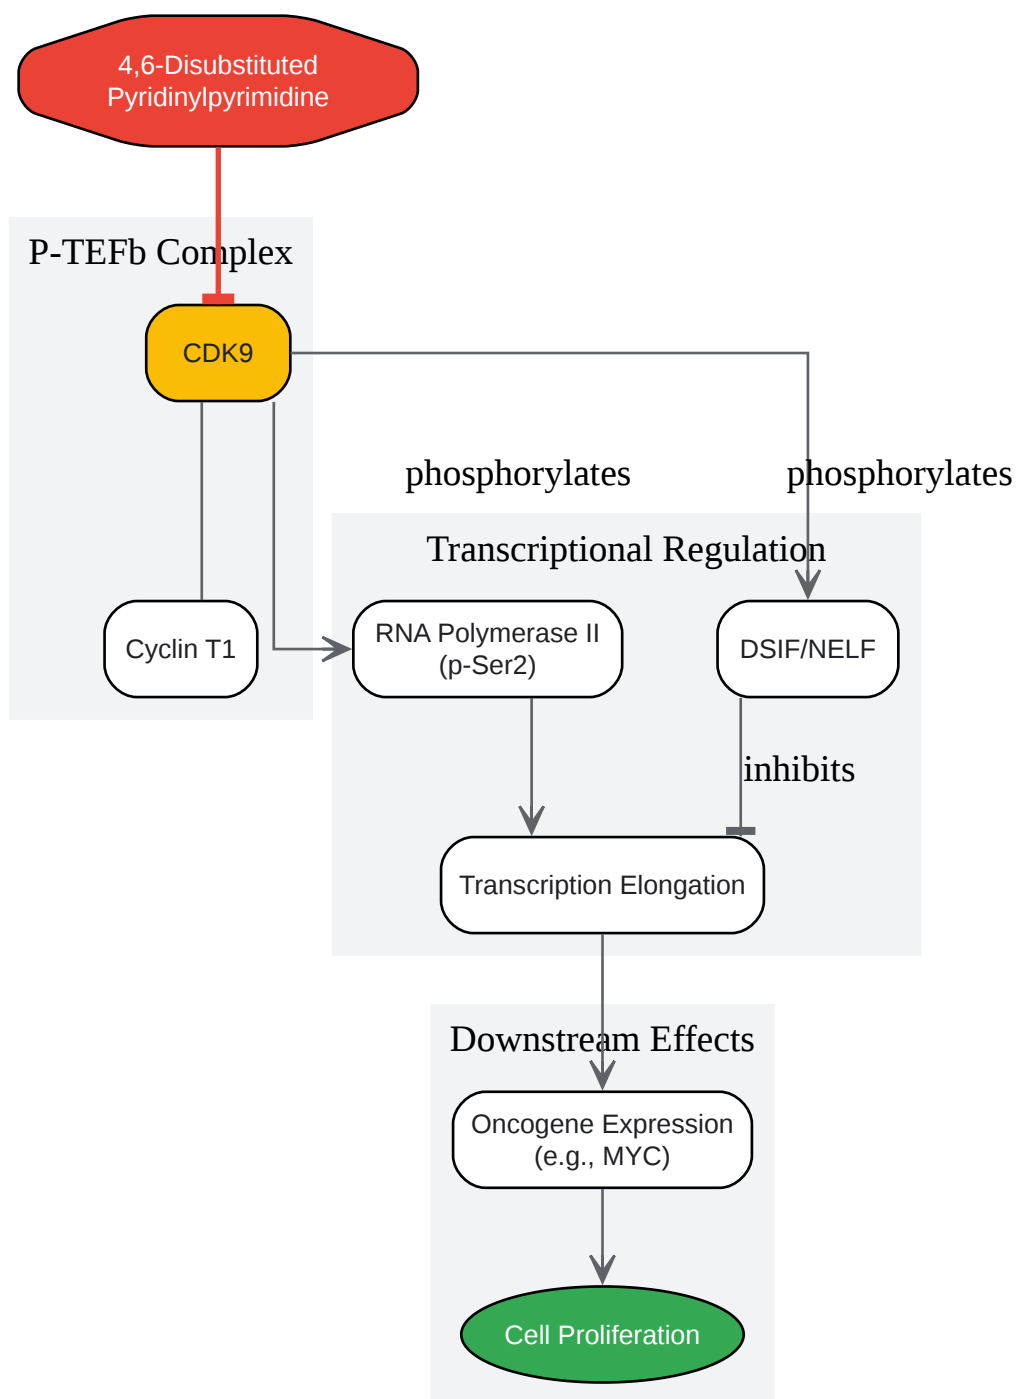 4,6-Disubstituted
Pyridinylpyrimidine
P-TEFb Complex
CDK9
phosphorylates
phosphorylates
Transcriptional Regulation
Cyclin T1
RNA Polymerase II
(p-Ser2)
DSIF/NELF
inhibits
Transcription Elongation
Downstream Effects
Oncogene Expression
(e.g., MYC)
Cell Proliferation